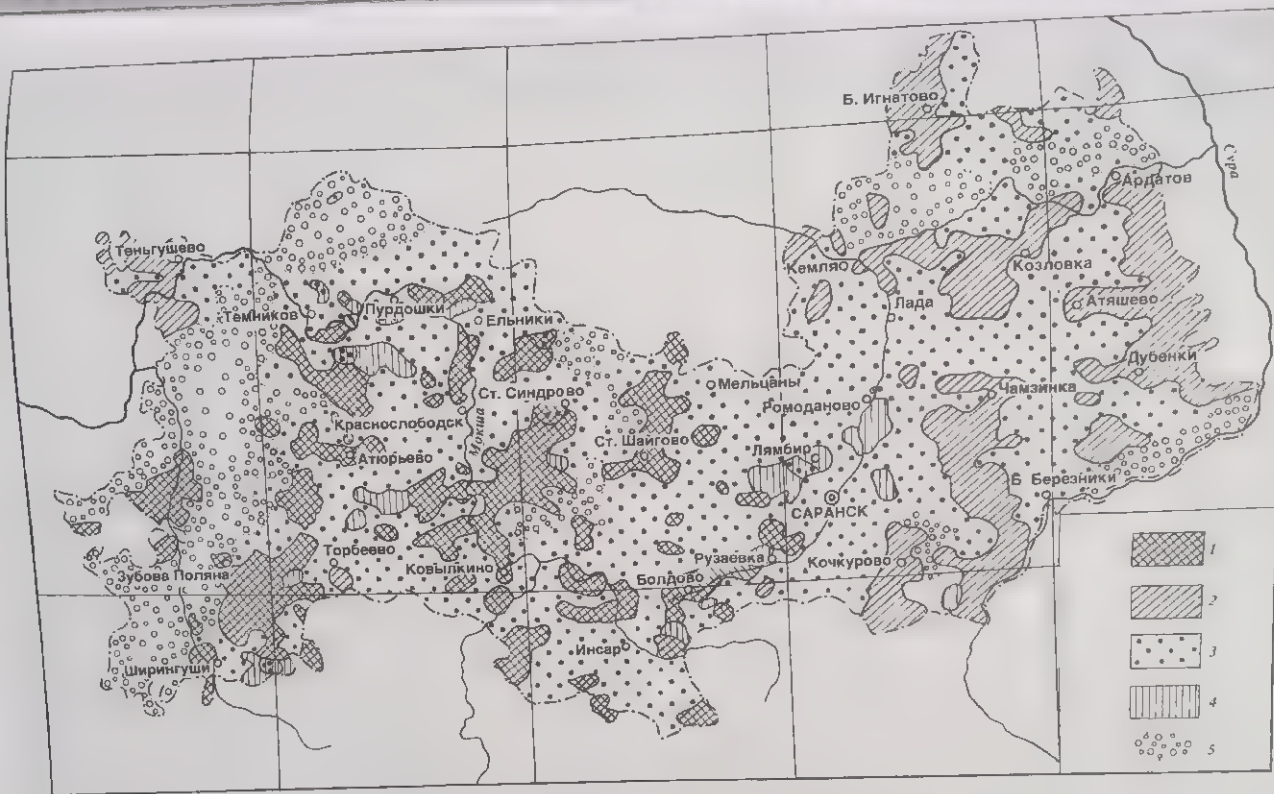 Б. Игнатово
Сура
Ардатов
Теньгушево
Кемля
Козловка
Лада
Атяшево
Темников
Пурдошки
Ельники
Дубенки
Мельцаны
Чамзинка
Ст. Синдрово
Ромоданово
Краснослободск
Мокша
Ст. Шайгово
Лямбирь
Атюрьево
Б. Березники
САРАНСК
Торбеево
Рузаевка
Кочкурово
Ковылкино
Зубова Поляна
Болдово
Инсар
Ширингуши
1
2
3
4
5